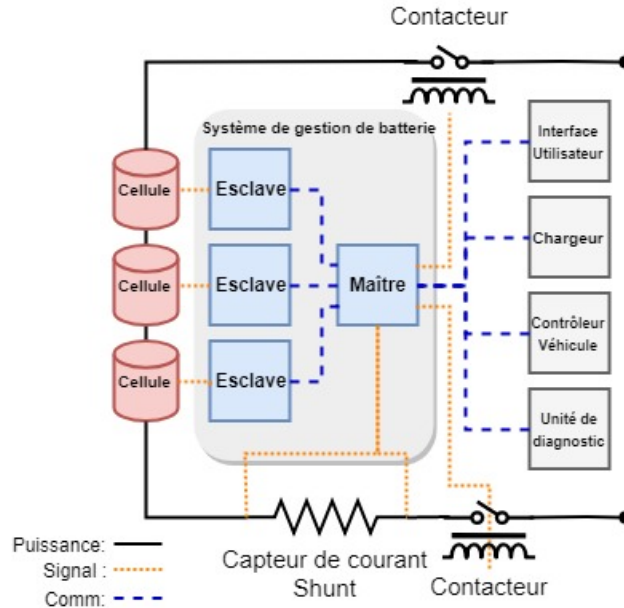 Contacteur
Système de gestion de batterie
Interface
Utilisateur
Cellule
Esclave
Chargeur
Cellule
Esclave
Maître
Contrôleur
Véhicule
Cellule
Esclave
Unité de
diagnostic
Puissance:
Signal :
Comm:
Capteur de courant
Shunt
Contacteur